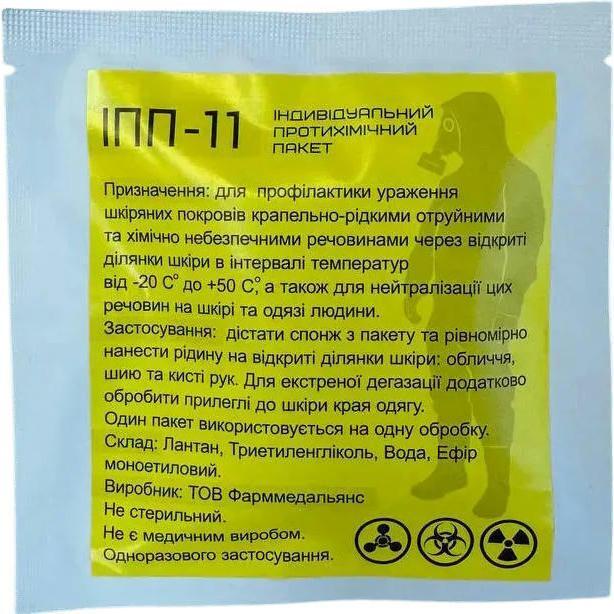 ІПП-11
ІНДИВІДУАЛЬНИЙ
ПРОТИХІМІЧНИЙ
ПАКЕТ
Призначення: для профілактики ураження
шкіряних покровів крапельно-рідкими отруйними
та хімічно небезпечними речовинами через відкриті
ділянки шкіри в інтервалі температур
від -20 С° до +50 С°, а також для нейтралізації цих
речовин на шкірі та одязі людини.
Застосування: дістати спонж з пакету та рівномірно
нанести рідину на відкриті ділянки шкіри: обличчя,
шию та кисті рук. Для екстреної дегазації додатково
обробити прилеглі до шкіри края одягу.
Один пакет використовується на одну обробку.
Склад: Лантан, Триетиленгліколь, Вода, Ефір
моноетиловий.
Виробник: ТОВ Фарммедальянс
Не стерильний.
Не є медичним виробом.
Одноразового застосування.